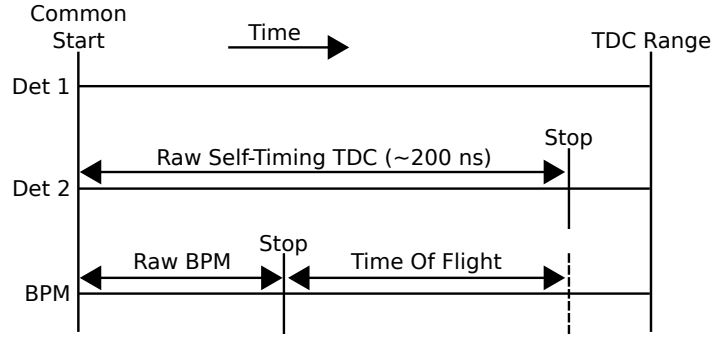 Common
Start
Time
TDC Range
Det 1
Stop
Raw Self-Timing TDC (~200 ns)
Det 2
Stop
Raw BPM
Time Of Flight
BPM